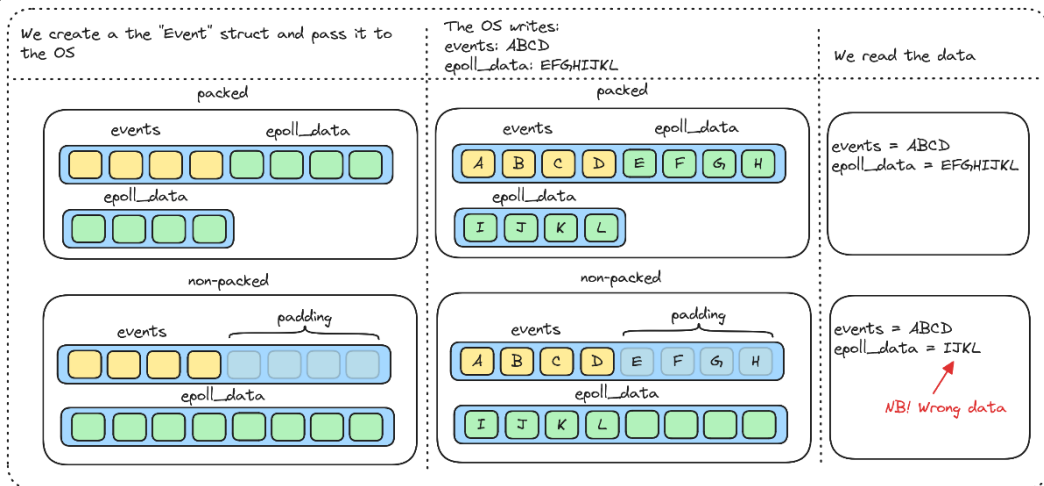 We create a the "Event" struct and pass it to
the OS
The OS writes:
events: ABCD
epoll_data: EFGHIJKL
We read the data
packed
events
epoll_data
epoll_data
packed
events
epoll_data
A B C D E F G H
epoll_data
I J K L
events = ABCD
epoll_data = EFGHIJKL
non-packed
events
padding
epoll_data
non-packed
events
padding
A B C D E F G H
epoll_data
I J K L
events = ABCD
epoll_data = IJKL
NB! Wrong data